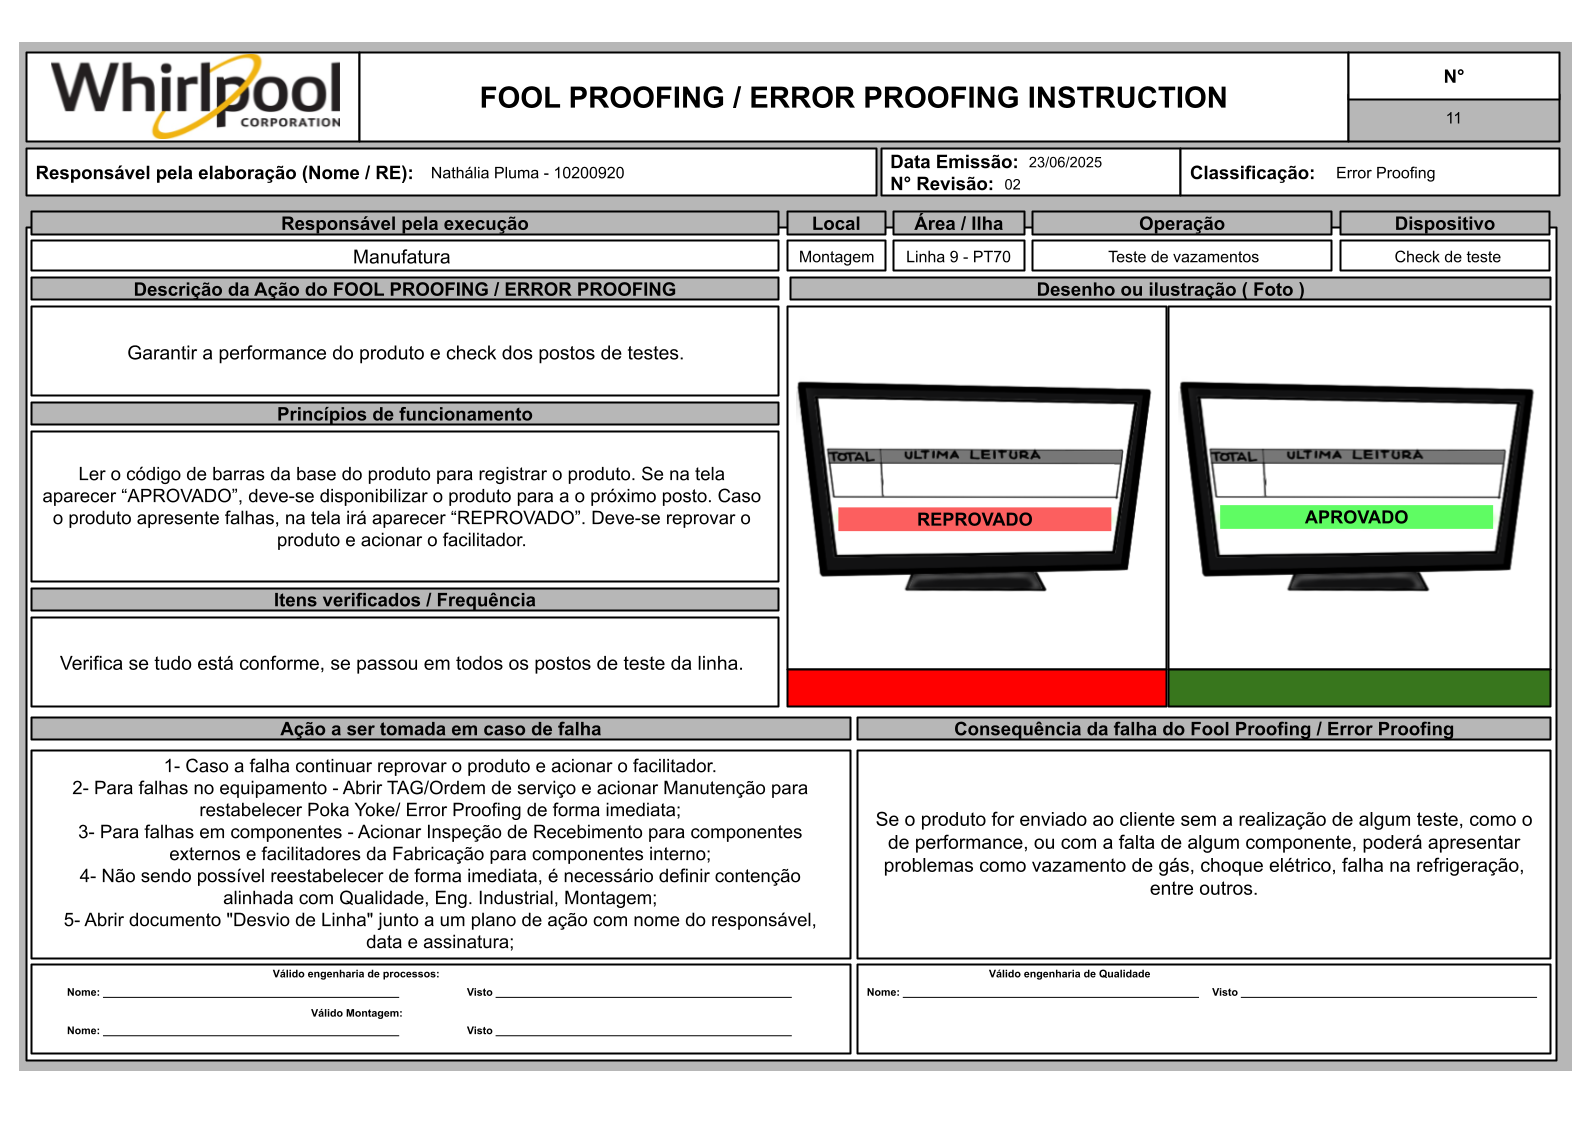 Whirlpool
CORPORATION
FOOL PROOFING / ERROR PROOFING INSTRUCTION
N°
11
Responsável pela elaboração (Nome / RE): Nathália Pluma - 10200920
Data Emissão: 23/06/2025
N° Revisão: 02
Classificação: Error Proofing
Responsável pela execução
Local
Área / Ilha
Operação
Dispositivo
Manufatura
Montagem
Linha 9 - PT70
Teste de vazamentos
Check de teste
Descrição da Ação do FOOL PROOFING / ERROR PROOFING
Desenho ou ilustração ( Foto )
Garantir a performance do produto e check dos postos de testes.
Princípios de funcionamento
Ler o código de barras da base do produto para registrar o produto. Se na tela
aparecer “APROVADO”, deve-se disponibilizar o produto para a o próximo posto. Caso
o produto apresente falhas, na tela irá aparecer “REPROVADO”. Deve-se reprovar o
produto e acionar o facilitador.
Itens verificados / Frequência
Verifica se tudo está conforme, se passou em todos os postos de teste da linha.
TOTAL ULTIMA LEITURA
REPROVADO
TOTAL ULTIMA LEITURA
APROVADO
Ação a ser tomada em caso de falha
1- Caso a falha continuar reprovar o produto e acionar o facilitador.
2- Para falhas no equipamento - Abrir TAG/Ordem de serviço e acionar Manutenção para
restabelecer Poka Yoke/ Error Proofing de forma imediata;
3- Para falhas em componentes - Acionar Inspeção de Recebimento para componentes
externos e facilitadores da Fabricação para componentes interno;
4- Não sendo possível reestabelecer de forma imediata, é necessário definir contenção
alinhada com Qualidade, Eng. Industrial, Montagem;
5- Abrir documento "Desvio de Linha" junto a um plano de ação com nome do responsável,
data e assinatura;
Consequência da falha do Fool Proofing / Error Proofing
Se o produto for enviado ao cliente sem a realização de algum teste, como o
de performance, ou com a falta de algum componente, poderá apresentar
problemas como vazamento de gás, choque elétrico, falha na refrigeração,
entre outros.
Válido engenharia de processos:
Nome: Visto
Válido Montagem:
Nome: Visto
Válido engenharia de Qualidade
Nome: Visto